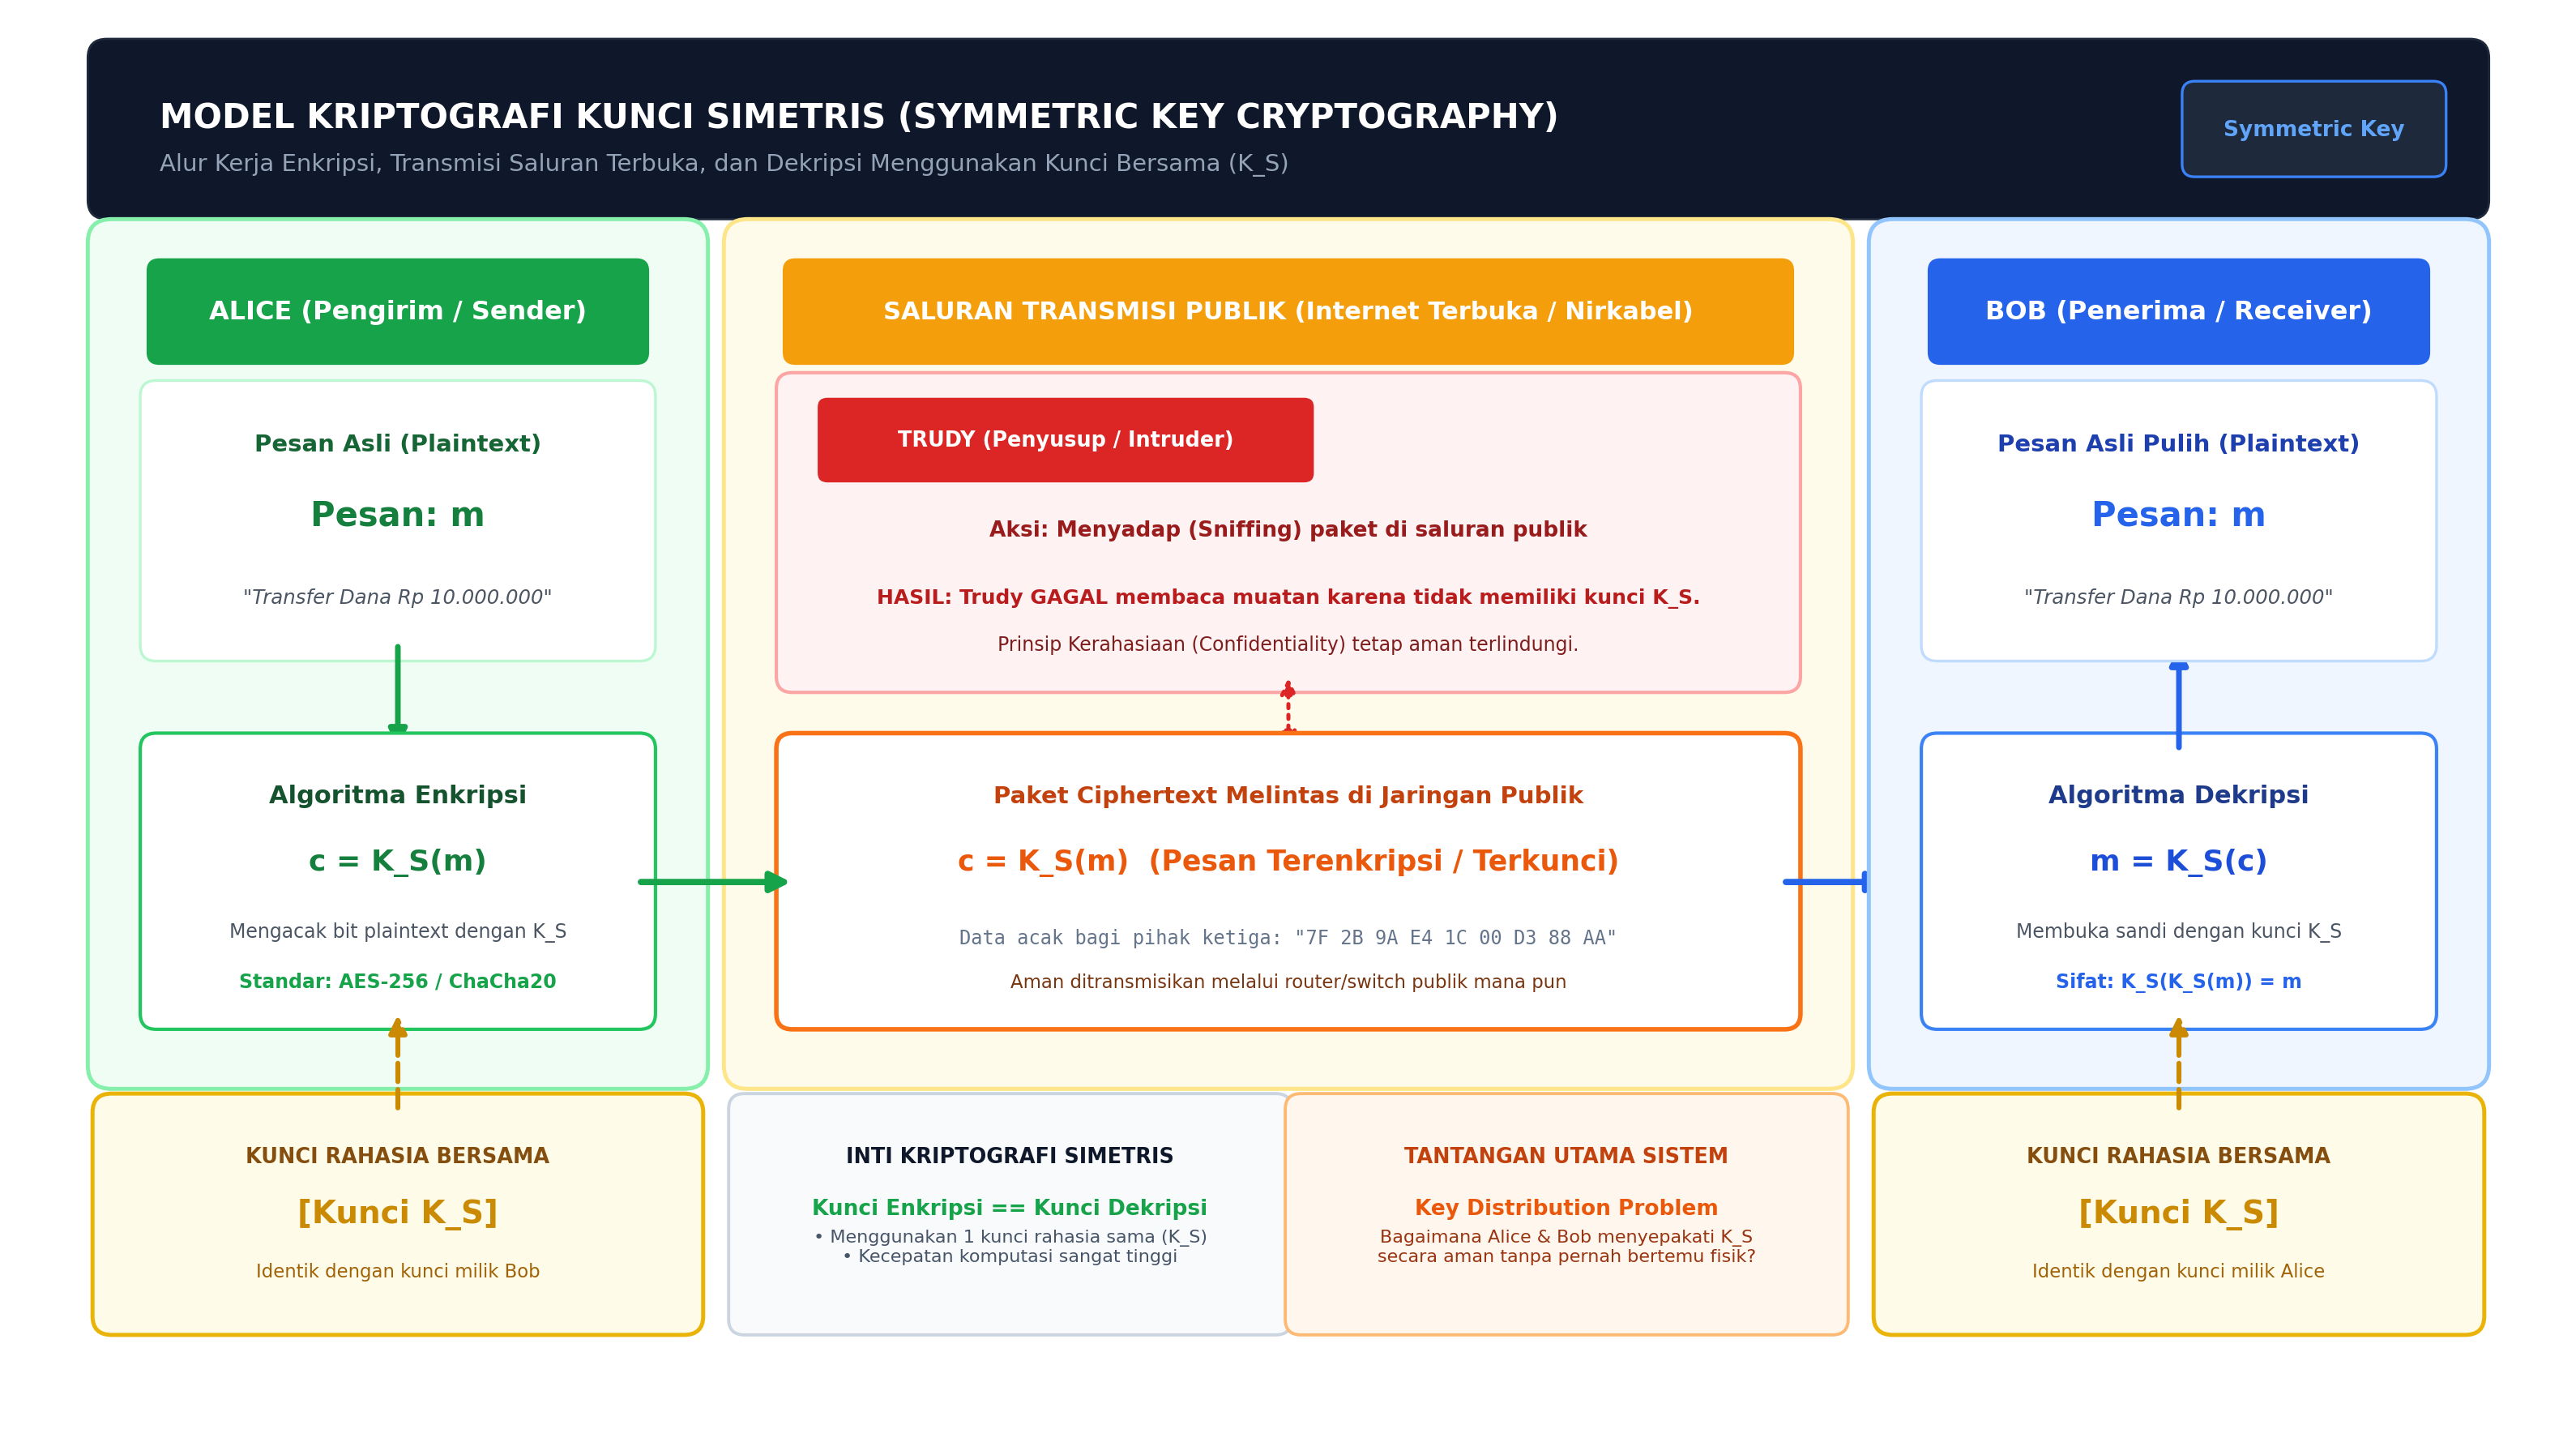 MODEL KRIPTOGRAFI KUNCI SIMETRIS (SYMMETRIC KEY CRYPTOGRAPHY)
Alur Kerja Enkripsi, Transmisi Saluran Terbuka, dan Dekripsi Menggunakan Kunci Bersama (K_S)
Symmetric Key
ALICE (Pengirim / Sender)
Pesan Asli (Plaintext)
Pesan: m
"Transfer Dana Rp 10.000.000"
Algoritma Enkripsi
c = K_S(m)
Mengacak bit plaintext dengan K_S
Standar: AES-256 / ChaCha20
KUNCI RAHASIA BERSAMA
[Kunci K_S]
Identik dengan kunci milik Bob
SALURAN TRANSMISI PUBLIK (Internet Terbuka / Nirkabel)
TRUDY (Penyusup / Intruder)
Aksi: Menyadap (Sniffing) paket di saluran publik
HASIL: Trudy GAGAL membaca muatan karena tidak memiliki kunci K_S.
Prinsip Kerahasiaan (Confidentiality) tetap aman terlindungi.
Paket Ciphertext Melintas di Jaringan Publik
c = K_S(m)  (Pesan Terenkripsi / Terkunci)
Data acak bagi pihak ketiga: "7F 2B 9A E4 1C 00 D3 88 AA"
Aman ditransmisikan melalui router/switch publik mana pun
INTI KRIPTOGRAFI SIMETRIS
Kunci Enkripsi == Kunci Dekripsi
• Menggunakan 1 kunci rahasia sama (K_S)
• Kecepatan komputasi sangat tinggi
TANTANGAN UTAMA SISTEM
Key Distribution Problem
Bagaimana Alice & Bob menyepakati K_S
secara aman tanpa pernah bertemu fisik?
BOB (Penerima / Receiver)
Pesan Asli Pulih (Plaintext)
Pesan: m
"Transfer Dana Rp 10.000.000"
Algoritma Dekripsi
m = K_S(c)
Membuka sandi dengan kunci K_S
Sifat: K_S(K_S(m)) = m
KUNCI RAHASIA BERSAMA
[Kunci K_S]
Identik dengan kunci milik Alice